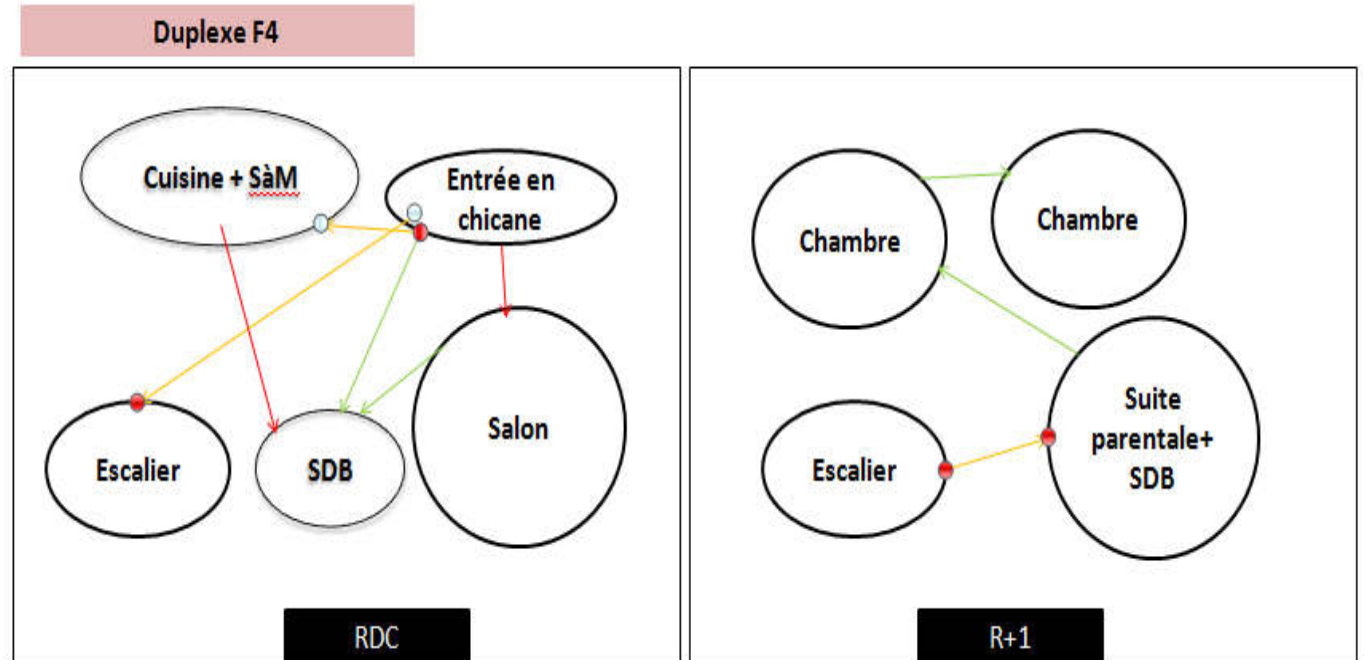 Duplexe F4
Cuisine + SàM
Entrée en
chicane
Escalier
SDB
Salon
RDC
Chambre
Chambre
Escalier
Suite
parentale+
SDB
R+1